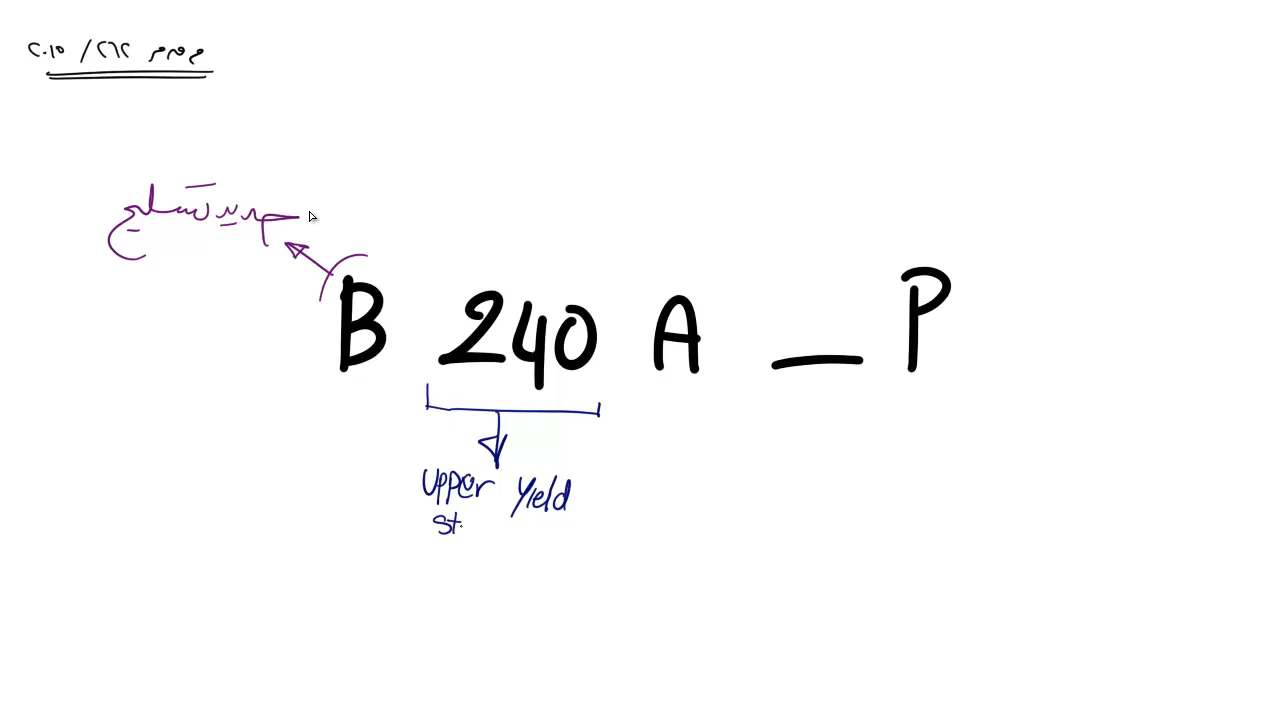 م ق م ٢٦٢ / ٢٠١٥
حديد تسليح
B 240 A _ P
Upper Yield
st